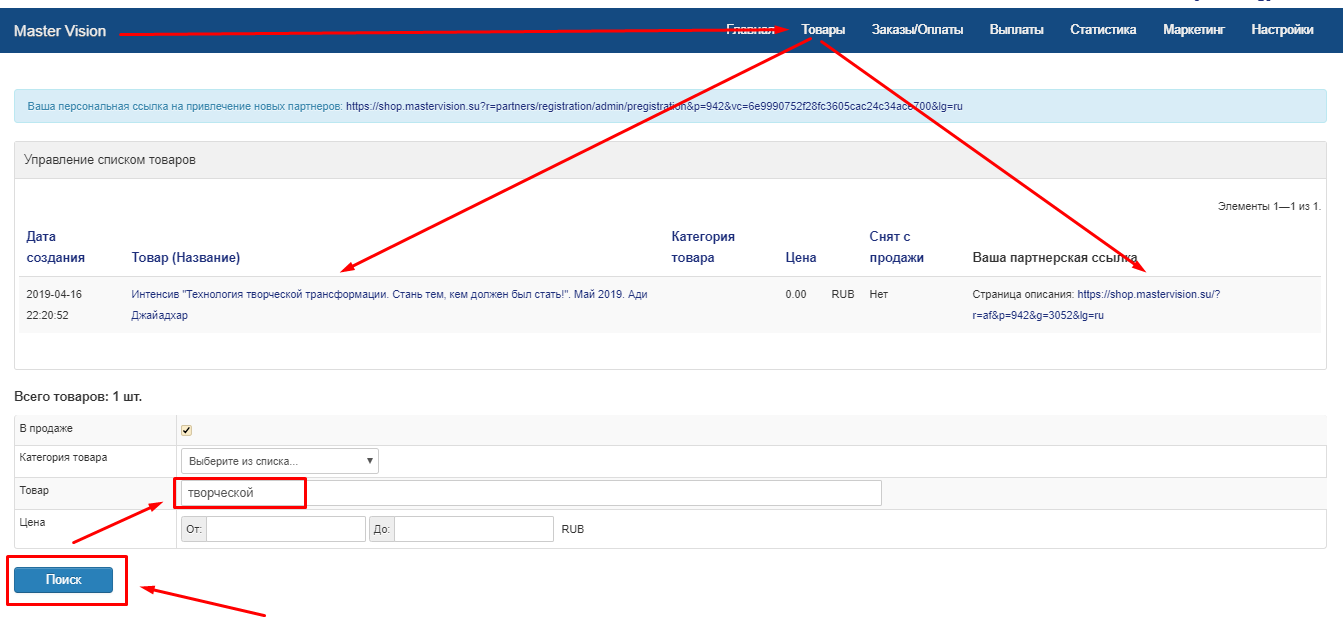 Master Vision
Главная Товары Заказы/Оплаты Выплаты Статистика Маркетинг Настройки
Ваша персональная ссылка на привлечение новых партнеров: https://shop.mastervision.su?r=partners/registration/admin/pregistration&p=942&vc=6e9990752f28fc3605cac24c34ace700&lg=ru
Управление списком товаров
Элементы 1—1 из 1.
Дата создания
Товар (Название)
Категория товара
Цена
Снят с продажи
Ваша партнерская ссылка
2019-04-16
22:20:52
Интенсив "Технология творческой трансформации. Стань тем, кем должен был стать!". Май 2019. Ади
Джайадхар
0.00 RUB Нет
Страница описания: https://shop.mastervision.su/?
r=af&p=942&g=3052&lg=ru
Всего товаров: 1 шт.
В продаже
Категория товара Выберите из списка...
Товар творческой
Цена От: До: RUB
Поиск